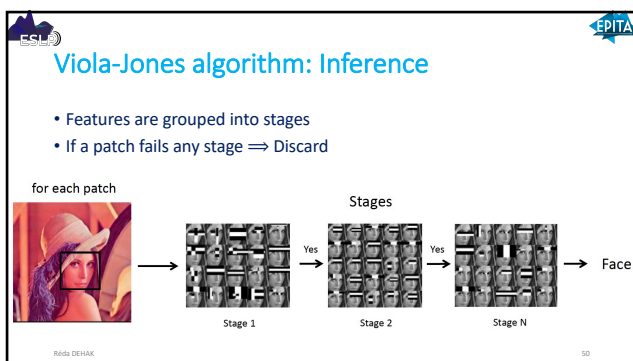 ESLP
EPITA
Viola-Jones algorithm: Inference
• Features are grouped into stages
• If a patch fails any stage ⟹ Discard
for each patch
Stages
Yes
Yes
Face
Stage 1
Stage 2
Stage N
Réda DEHAK
50